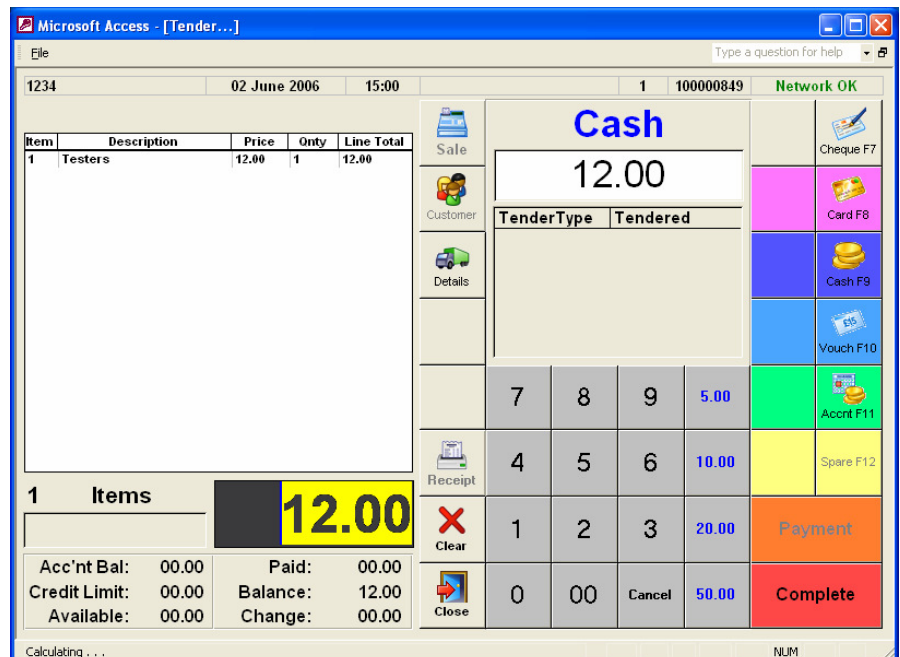 Microsoft Access - [Tender...]
File
Type a question for help
1234 02 June 2006 15:00 1 100000849 Network OK
Item Description Price Qnty Line Total
1 Testers 12.00 1 12.00
Sale
Customer
Details
Receipt
Clear
Close
Cash
12.00
TenderType Tendered
7 8 9 5.00
4 5 6 10.00
1 2 3 20.00
0 00 Cancel 50.00
Cheque F7
Card F8
Cash F9
£15
Vouch F10
Accnt F11
Spare F12
Payment
Complete
1 Items
12.00
Acc'nt Bal: 00.00 Paid: 00.00
Credit Limit: 00.00 Balance: 12.00
Available: 00.00 Change: 00.00
Calculating . . .
NUM